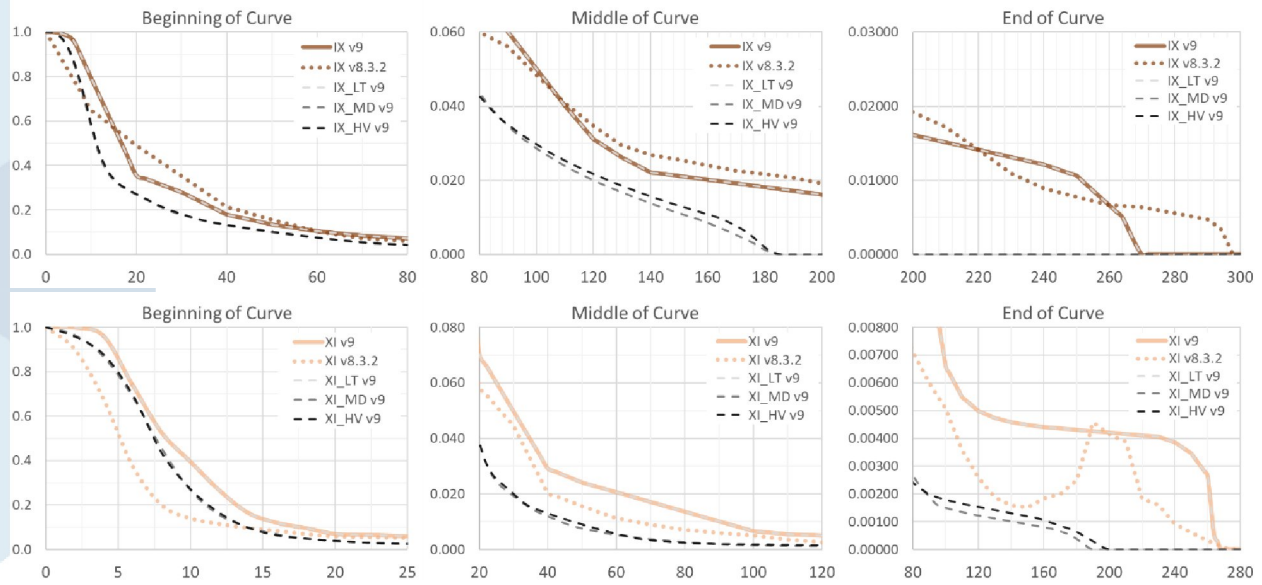 Beginning of Curve
1.0
0.8
0.6
0.4
0.2
0.0
0 20 40 60 80
IX v9
IX v8.3.2
IX_LT v9
IX_MD v9
IX_HV v9
Middle of Curve
0.060
0.040
0.020
0.000
80 100 120 140 160 180 200
IX v9
IX v8.3.2
IX_LT v9
IX_MD v9
IX_HV v9
End of Curve
0.03000
0.02000
0.01000
0.00000
200 220 240 260 280 300
IX v9
IX v8.3.2
IX_LT v9
IX_MD v9
IX_HV v9
Beginning of Curve
1.0
0.8
0.6
0.4
0.2
0.0
0 5 10 15 20 25
XI v9
XI v8.3.2
XI_LT v9
XI_MD v9
XI_HV v9
Middle of Curve
0.080
0.060
0.040
0.020
0.000
20 40 60 80 100 120
XI v9
XI v8.3.2
XI_LT v9
XI_MD v9
XI_HV v9
End of Curve
0.00800
0.00700
0.00600
0.00500
0.00400
0.00300
0.00200
0.00100
0.00000
80 100 120 140 160 180 200 220 240 260 280
XI v9
XI v8.3.2
XI_LT v9
XI_MD v9
XI_HV v9